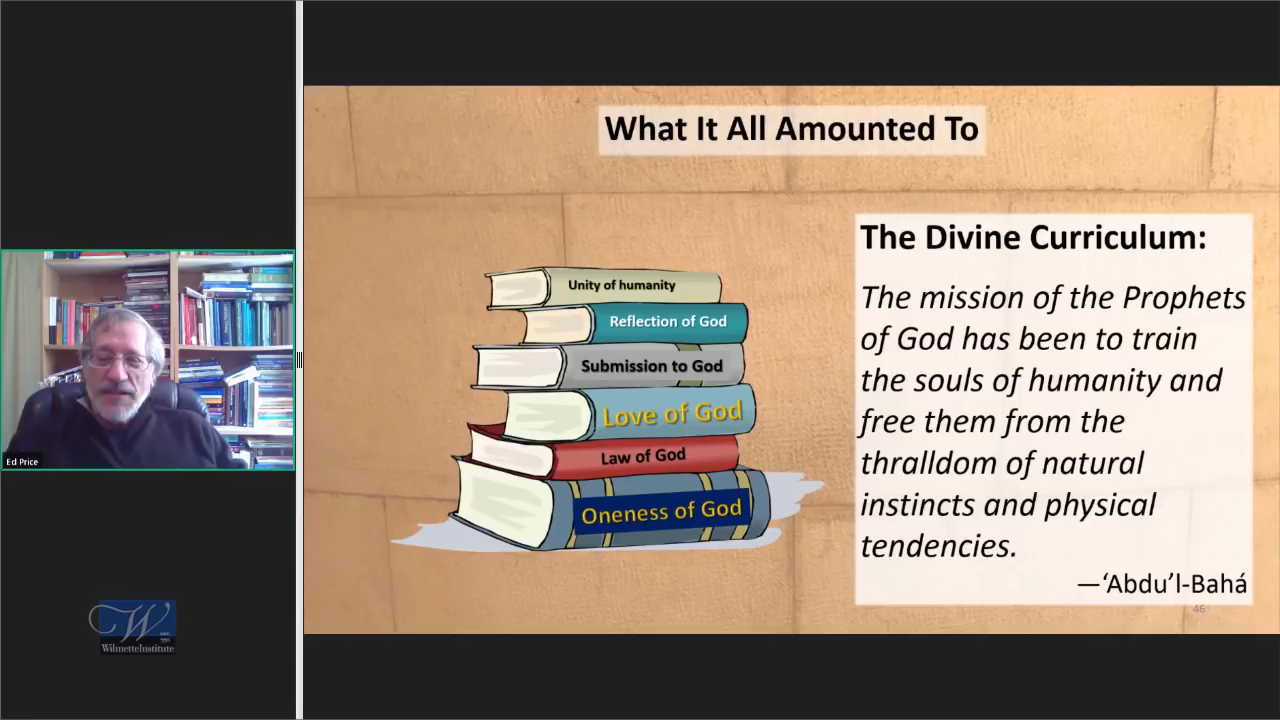 What It All Amounted To
Unity of humanity
Reflection of God
Submission to God
Love of God
Law of God
Oneness of God
The Divine Curriculum:
The mission of the Prophets
of God has been to train
the souls of humanity and
free them from the
thralldom of natural
instincts and physical
tendencies.
—‘Abdu’l-Bahá
46
Ed Price
W
WilmetteInstitute